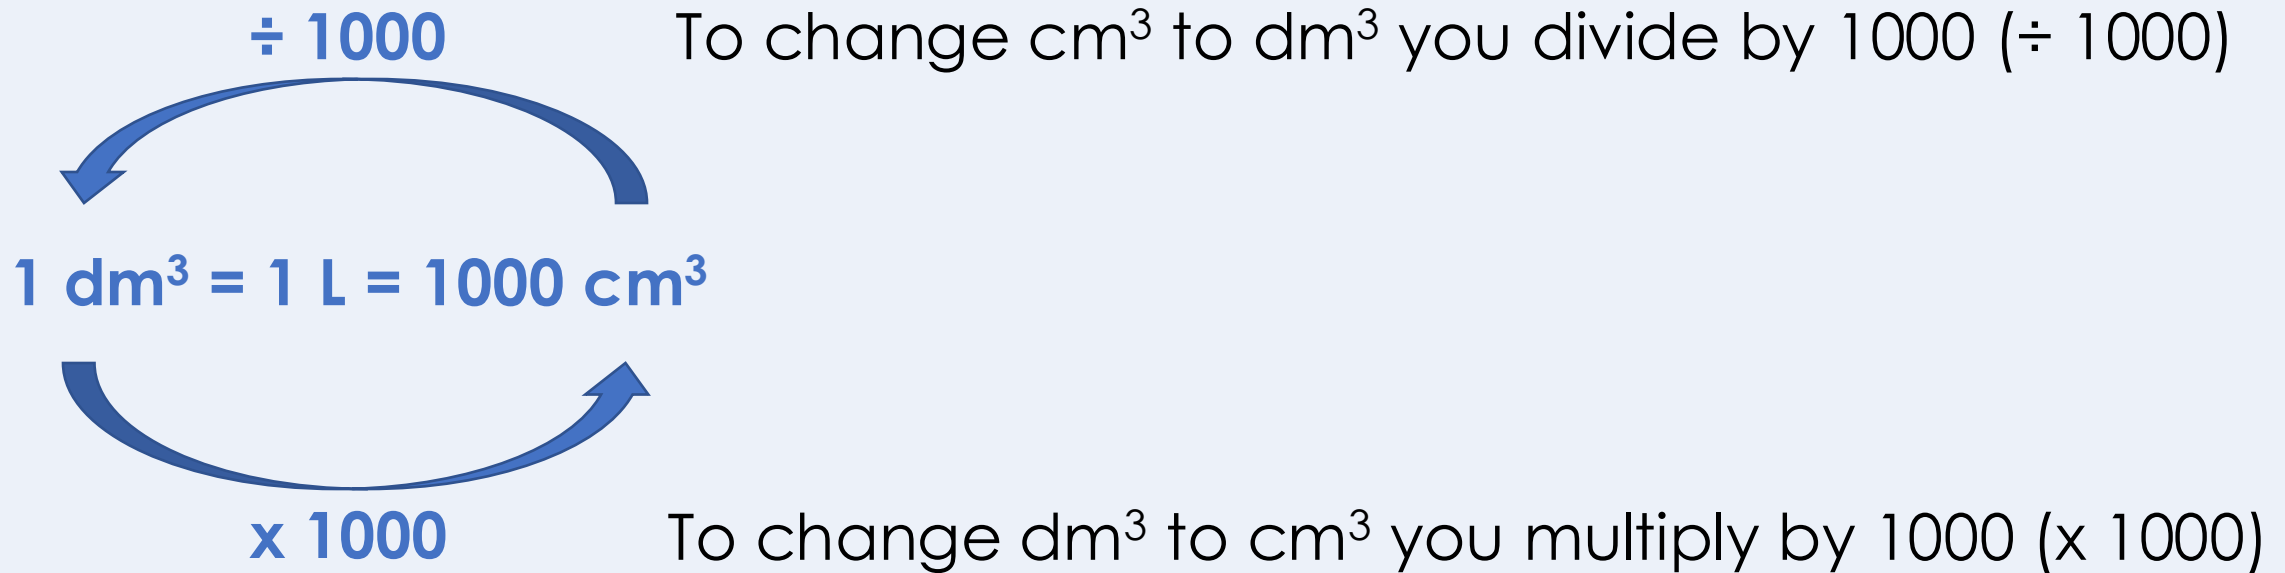 ÷ 1000
To change cm³ to dm³ you divide by 1000 (÷ 1000)
1 dm³ = 1 L = 1000 cm³
x 1000
To change dm³ to cm³ you multiply by 1000 (x 1000)